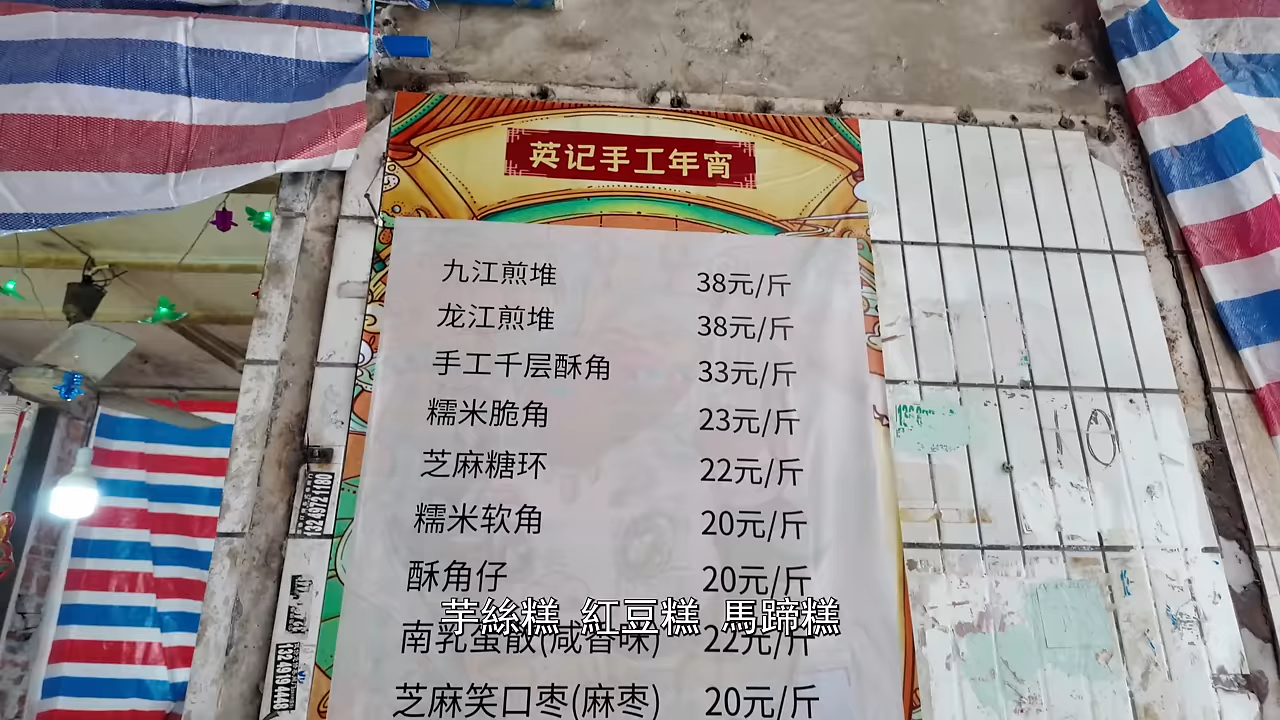 英记手工年宵
九江煎堆 38元/斤
龙江煎堆 38元/斤
手工千层酥角 33元/斤
糯米脆角 23元/斤
芝麻糖环 22元/斤
糯米软角 20元/斤
酥角仔 20元/斤
芋絲糕 紅豆糕 馬蹄糕
南乳蛋散(咸香味) 22元/斤
芝麻笑口枣(麻枣) 20元/斤
10